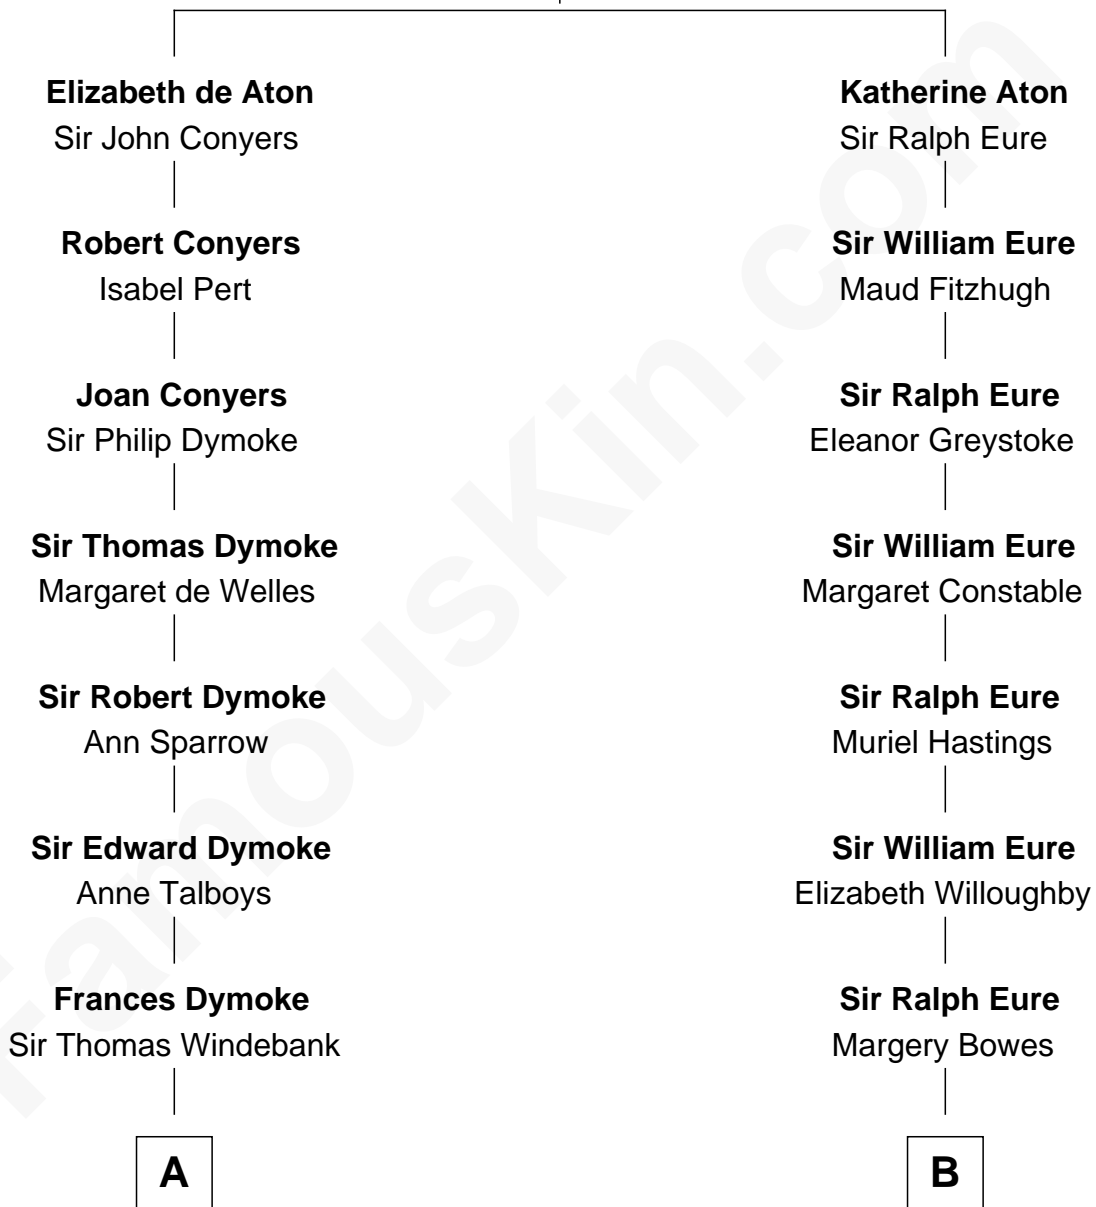 Elizabeth de Aton
Sir John Conyers
Robert Conyers
Isabel Pert
Joan Conyers
Sir Philip Dymoke
Sir Thomas Dymoke
Margaret de Welles
Sir Robert Dymoke
Ann Sparrow
Sir Edward Dymoke
Anne Talboys
Frances Dymoke
Sir Thomas Windebank
A
Katherine Aton
Sir Ralph Eure
Sir William Eure
Maud Fitzhugh
Sir Ralph Eure
Eleanor Greystoke
Sir William Eure
Margaret Constable
Sir Ralph Eure
Muriel Hastings
Sir William Eure
Elizabeth Willoughby
Sir Ralph Eure
Margery Bowes
B
FamousKin.com